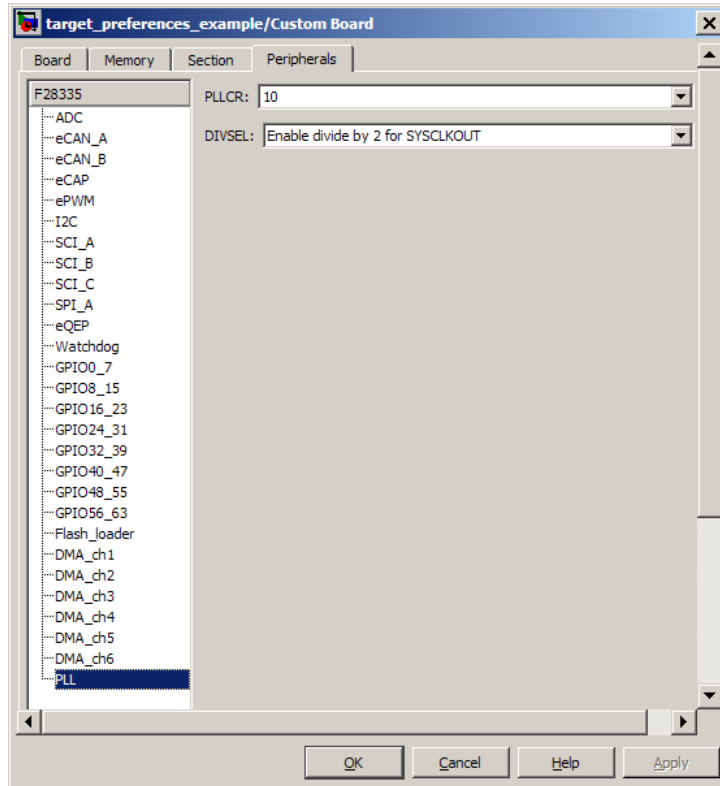 target_preferences_example/Custom Board
Board Memory Section Peripherals
F28335
ADC
eCAN_A
eCAN_B
eCAP
ePWM
I2C
SCI_A
SCI_B
SCI_C
SPI_A
eQEP
Watchdog
GPIO0_7
GPIO8_15
GPIO16_23
GPIO24_31
GPIO32_39
GPIO40_47
GPIO48_55
GPIO56_63
Flash_loader
DMA_ch1
DMA_ch2
DMA_ch3
DMA_ch4
DMA_ch5
DMA_ch6
PLL
PLLCR: 10
DIVSEL: Enable divide by 2 for SYSCLKOUT
OK Cancel Help Apply